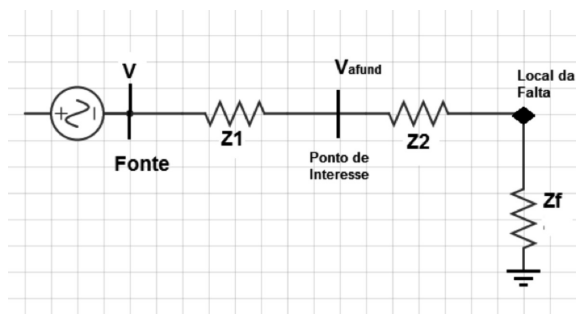 V
Vafund
Local da
Falta
Fonte
Z1
Ponto de
Interesse
Z2
Zf